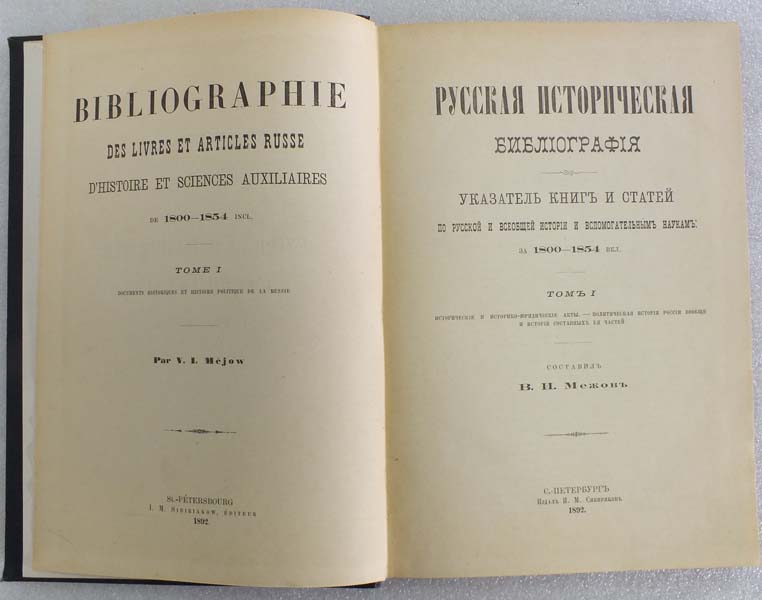 BIBLIOGRAPHIE
DES LIVRES ET ARTICLES RUSSE
D'HISTOIRE ET SCIENCES AUXILIAIRES
DE 1800—1854 INCL.
TOME I
DOCUMENTS HISTORIQUES ET HISTOIRE POLITIQUE DE LA RUSSIE
Par V. I. Méjow
St.-PÉTERSBOURG
I. M. SIBIRIAKOW, ÉDITEUR
1892.
РУССКАЯ ИСТОРИЧЕСКАЯ
БИБЛІОГРАФІЯ
УКАЗАТЕЛЬ КНИГЪ И СТАТЕЙ
ПО РУССКОЙ И ВСЕОБЩЕЙ ИСТОРІИ И ВСПОМОГАТЕЛЬНЫМЪ НАУКАМЪ
ЗА 1800—1854 ВКЛ.
ТОМЪ I
ИСТОРИЧЕСКІЕ И ИСТОРИКО-ЮРИДИЧЕСКІЕ АКТЫ. — ПОЛИТИЧЕСКАЯ ИСТОРІЯ РОССІИ ВООБЩЕ
И ИСТОРІЯ СОСТАВНЫХЪ ЕЯ ЧАСТЕЙ
СОСТАВИЛЪ
В. И. Межовъ
С.-ПЕТЕРБУРГЪ
Издалъ И. М. Сибиряковъ
1892.